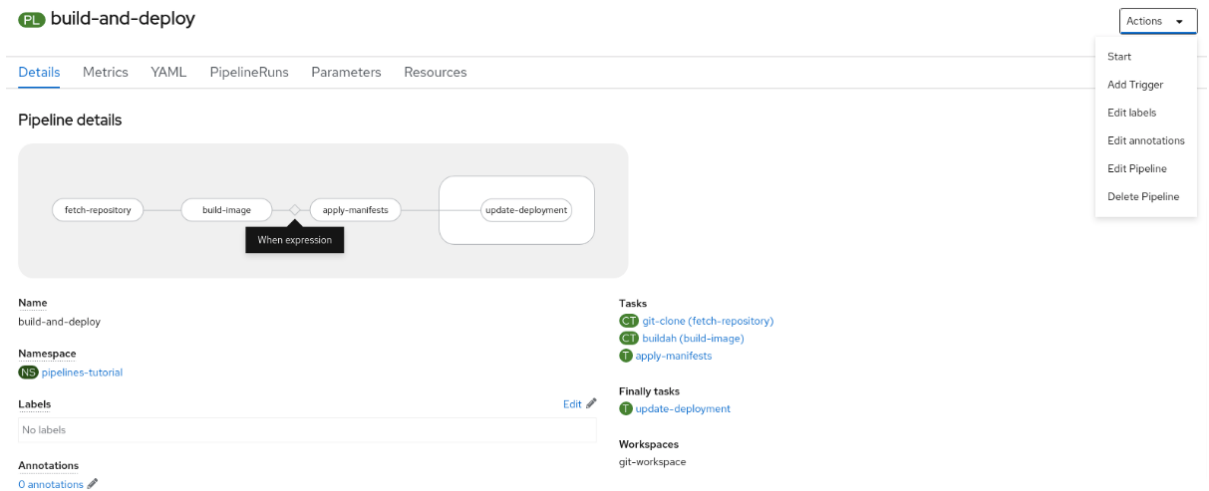 PL build-and-deploy
Actions
Start
Add Trigger
Edit labels
Edit annotations
Edit Pipeline
Delete Pipeline
Details Metrics YAML PipelineRuns Parameters Resources
Pipeline details
fetch-repository build-image apply-manifests update-deployment
When expression
Name
build-and-deploy
Namespace
NS pipelines-tutorial
Labels Edit
No labels
Annotations
0 annotations
Tasks
CT git-clone (fetch-repository)
CT buildah (build-image)
T apply-manifests
Finally tasks
T update-deployment
Workspaces
git-workspace